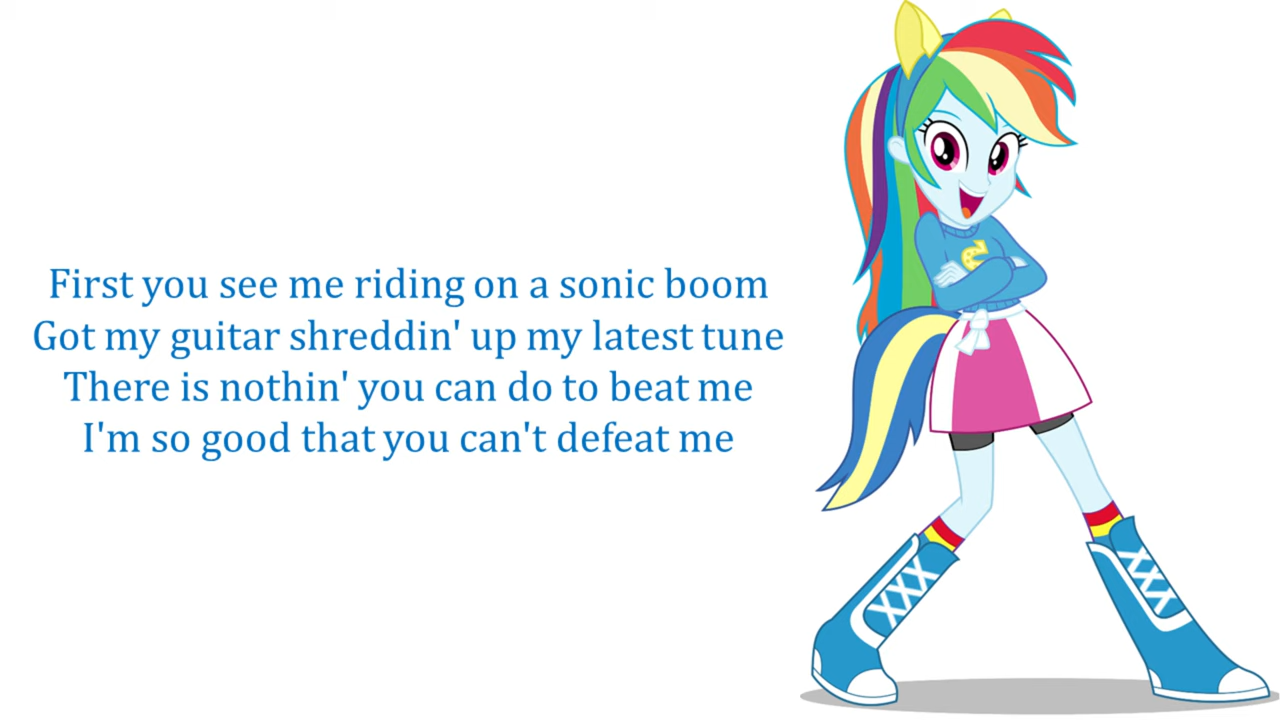 First you see me riding on a sonic boom
Got my guitar shreddin' up my latest tune
There is nothin' you can do to beat me
I'm so good that you can't defeat me